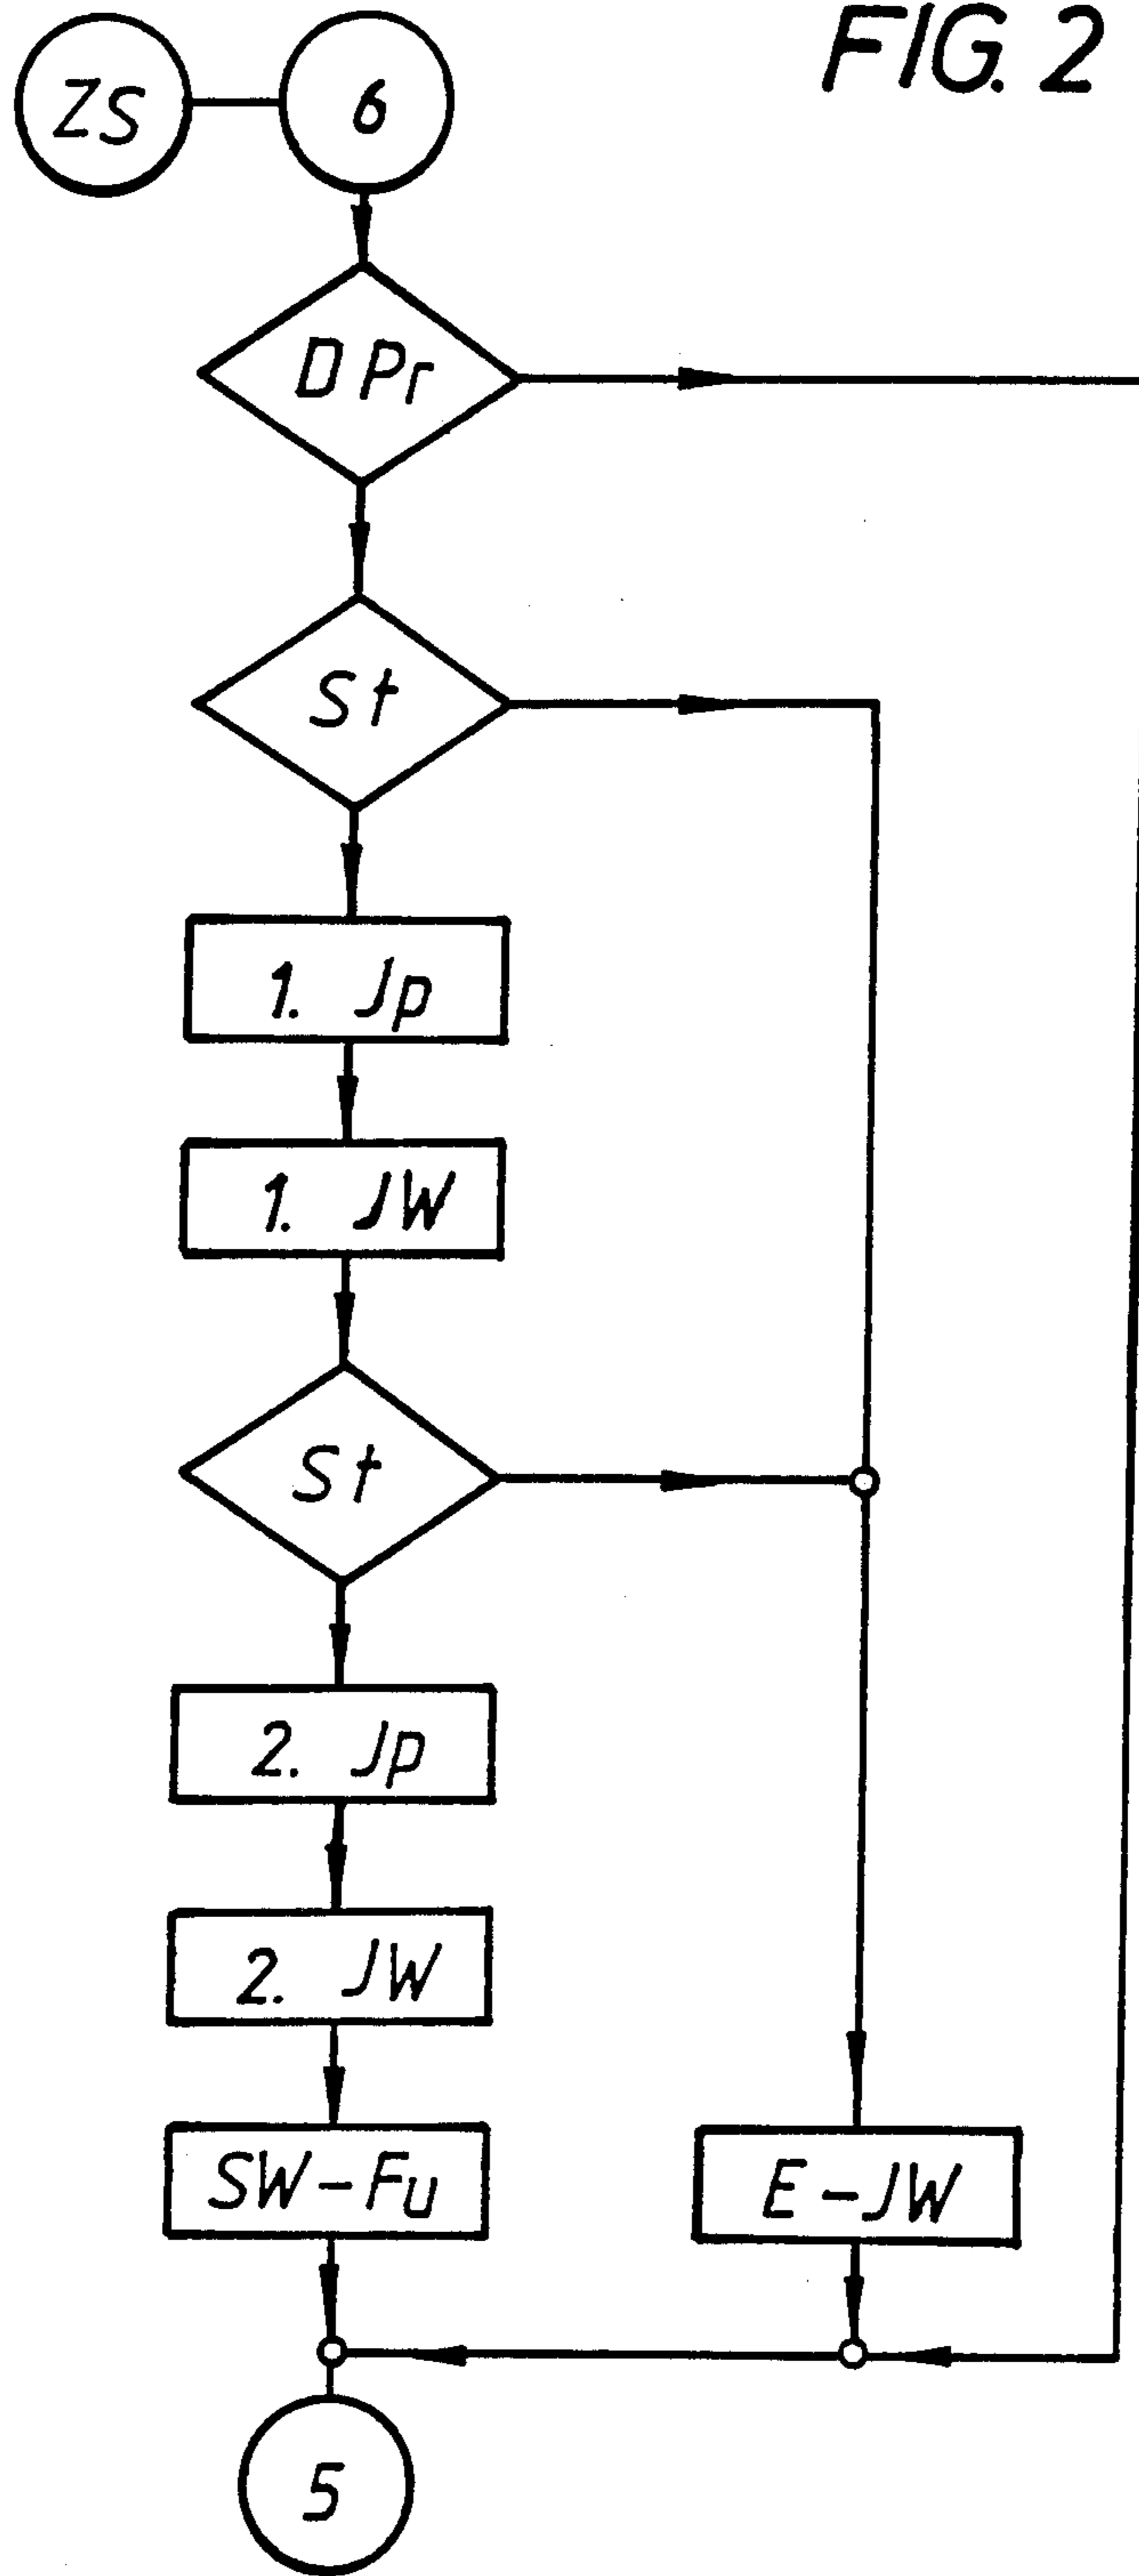 FIG. 2
ZS
6
D Pr
St
1. Jp
1. JW
St
2. Jp
2. JW
SW-Fu
E-JW
5